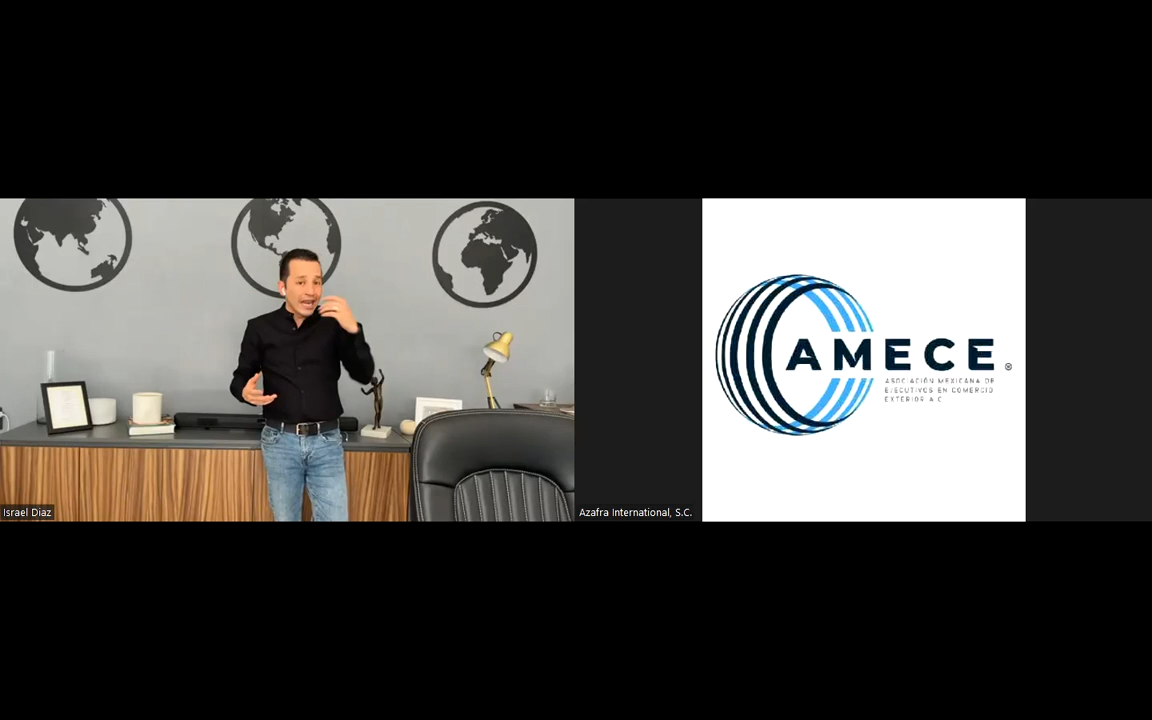 AMECE
®
ASOCIACIÓN MEXICANA DE
EJECUTIVOS EN COMERCIO
EXTERIOR A.C
Israel Diaz
Azafra International, S.C.